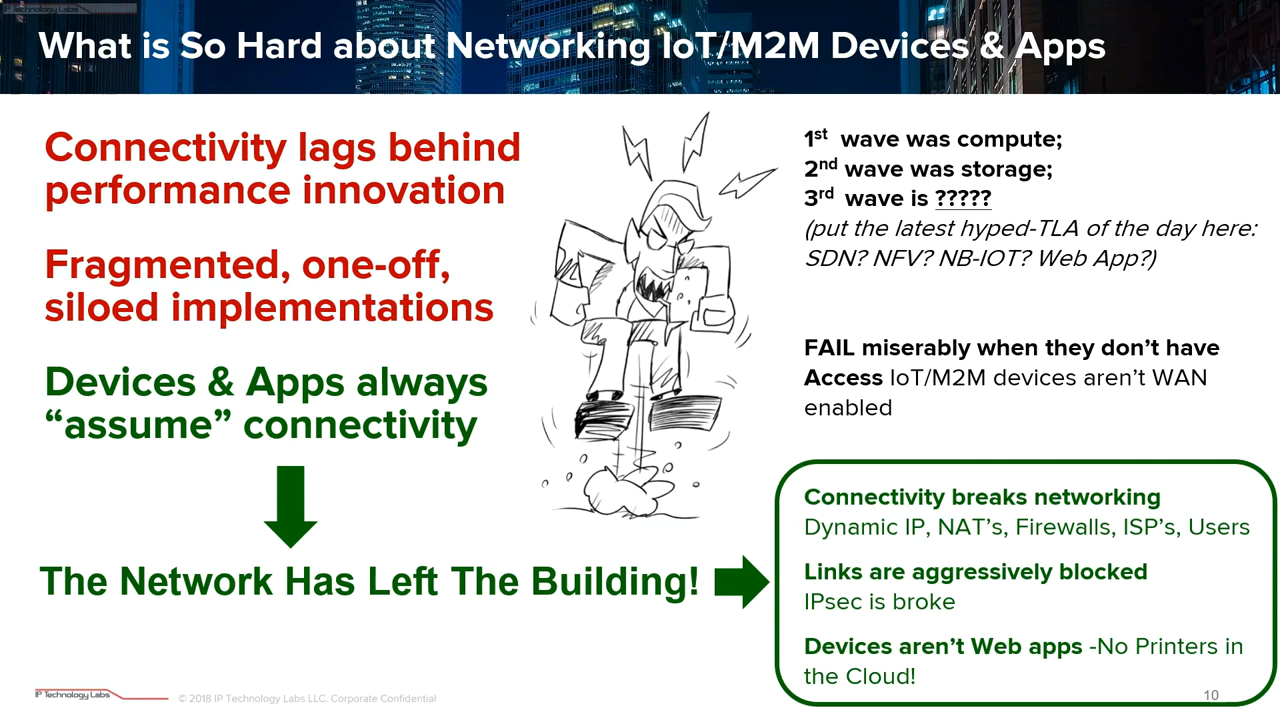 IP Technology Labs
What is So Hard about Networking IoT/M2M Devices & Apps
Connectivity lags behind
performance innovation
Fragmented, one-off,
siloed implementations
Devices & Apps always
“assume” connectivity
The Network Has Left The Building!
1st wave was compute;
2nd wave was storage;
3rd wave is ?????
(put the latest hyped-TLA of the day here:
SDN? NFV? NB-IOT? Web App?)
FAIL miserably when they don’t have
Access IoT/M2M devices aren’t WAN
enabled
Connectivity breaks networking
Dynamic IP, NAT’s, Firewalls, ISP’s, Users
Links are aggressively blocked
IPsec is broke
Devices aren’t Web apps -No Printers in
the Cloud!
IP Technology Labs
© 2018 IP Technology Labs LLC. Corporate Confidential
10